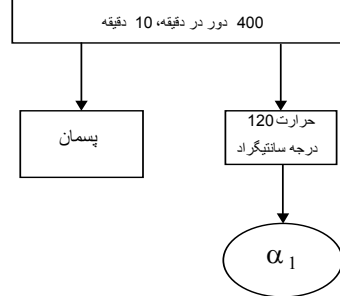 400 دور در دقیقه، 10 دقیقه
پسمان
حرارت 120
درجه سانتیگراد
α 1